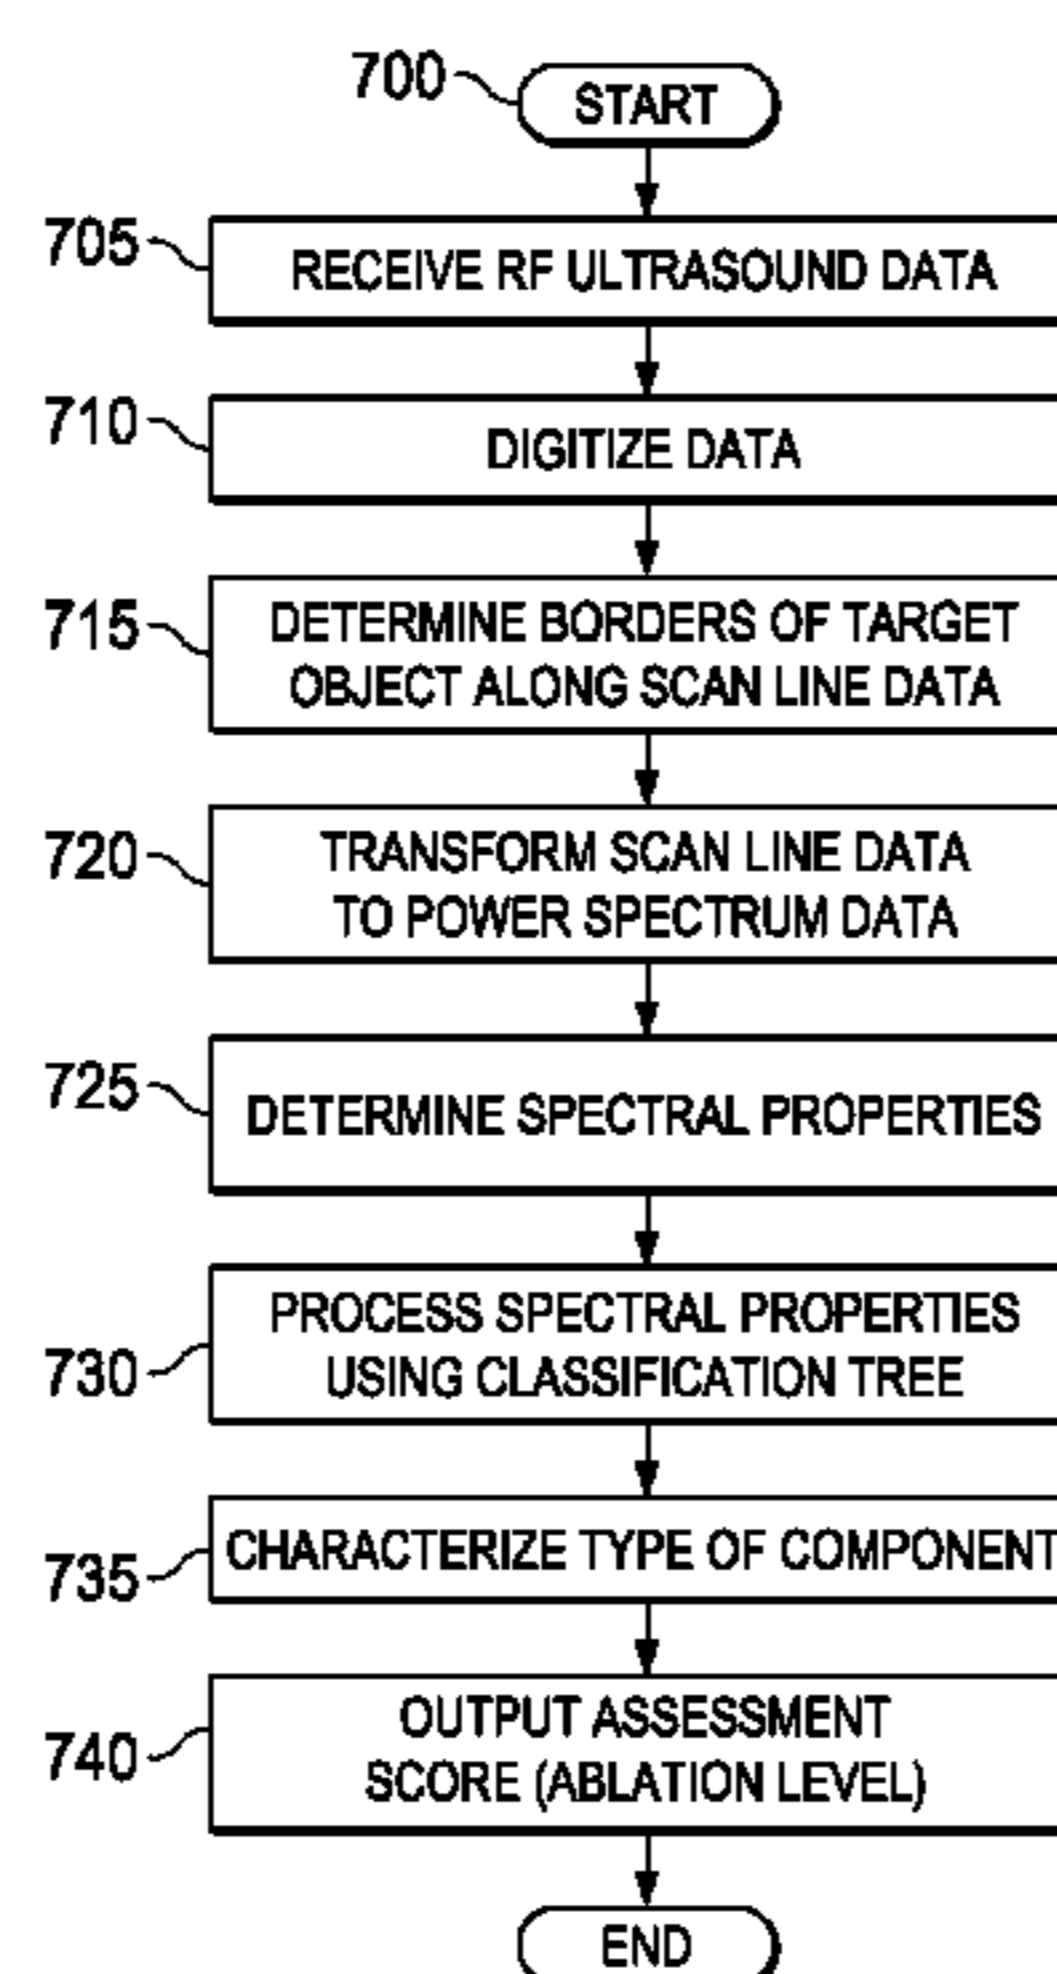 700
START
705
RECEIVE RF ULTRASOUND DATA
710
DIGITIZE DATA
715
DETERMINE BORDERS OF TARGET
OBJECT ALONG SCAN LINE DATA
720
TRANSFORM SCAN LINE DATA
TO POWER SPECTRUM DATA
725
DETERMINE SPECTRAL PROPERTIES
730
PROCESS SPECTRAL PROPERTIES
USING CLASSIFICATION TREE
735
CHARACTERIZE TYPE OF COMPONENT
740
OUTPUT ASSESSMENT
SCORE (ABLATION LEVEL)
END